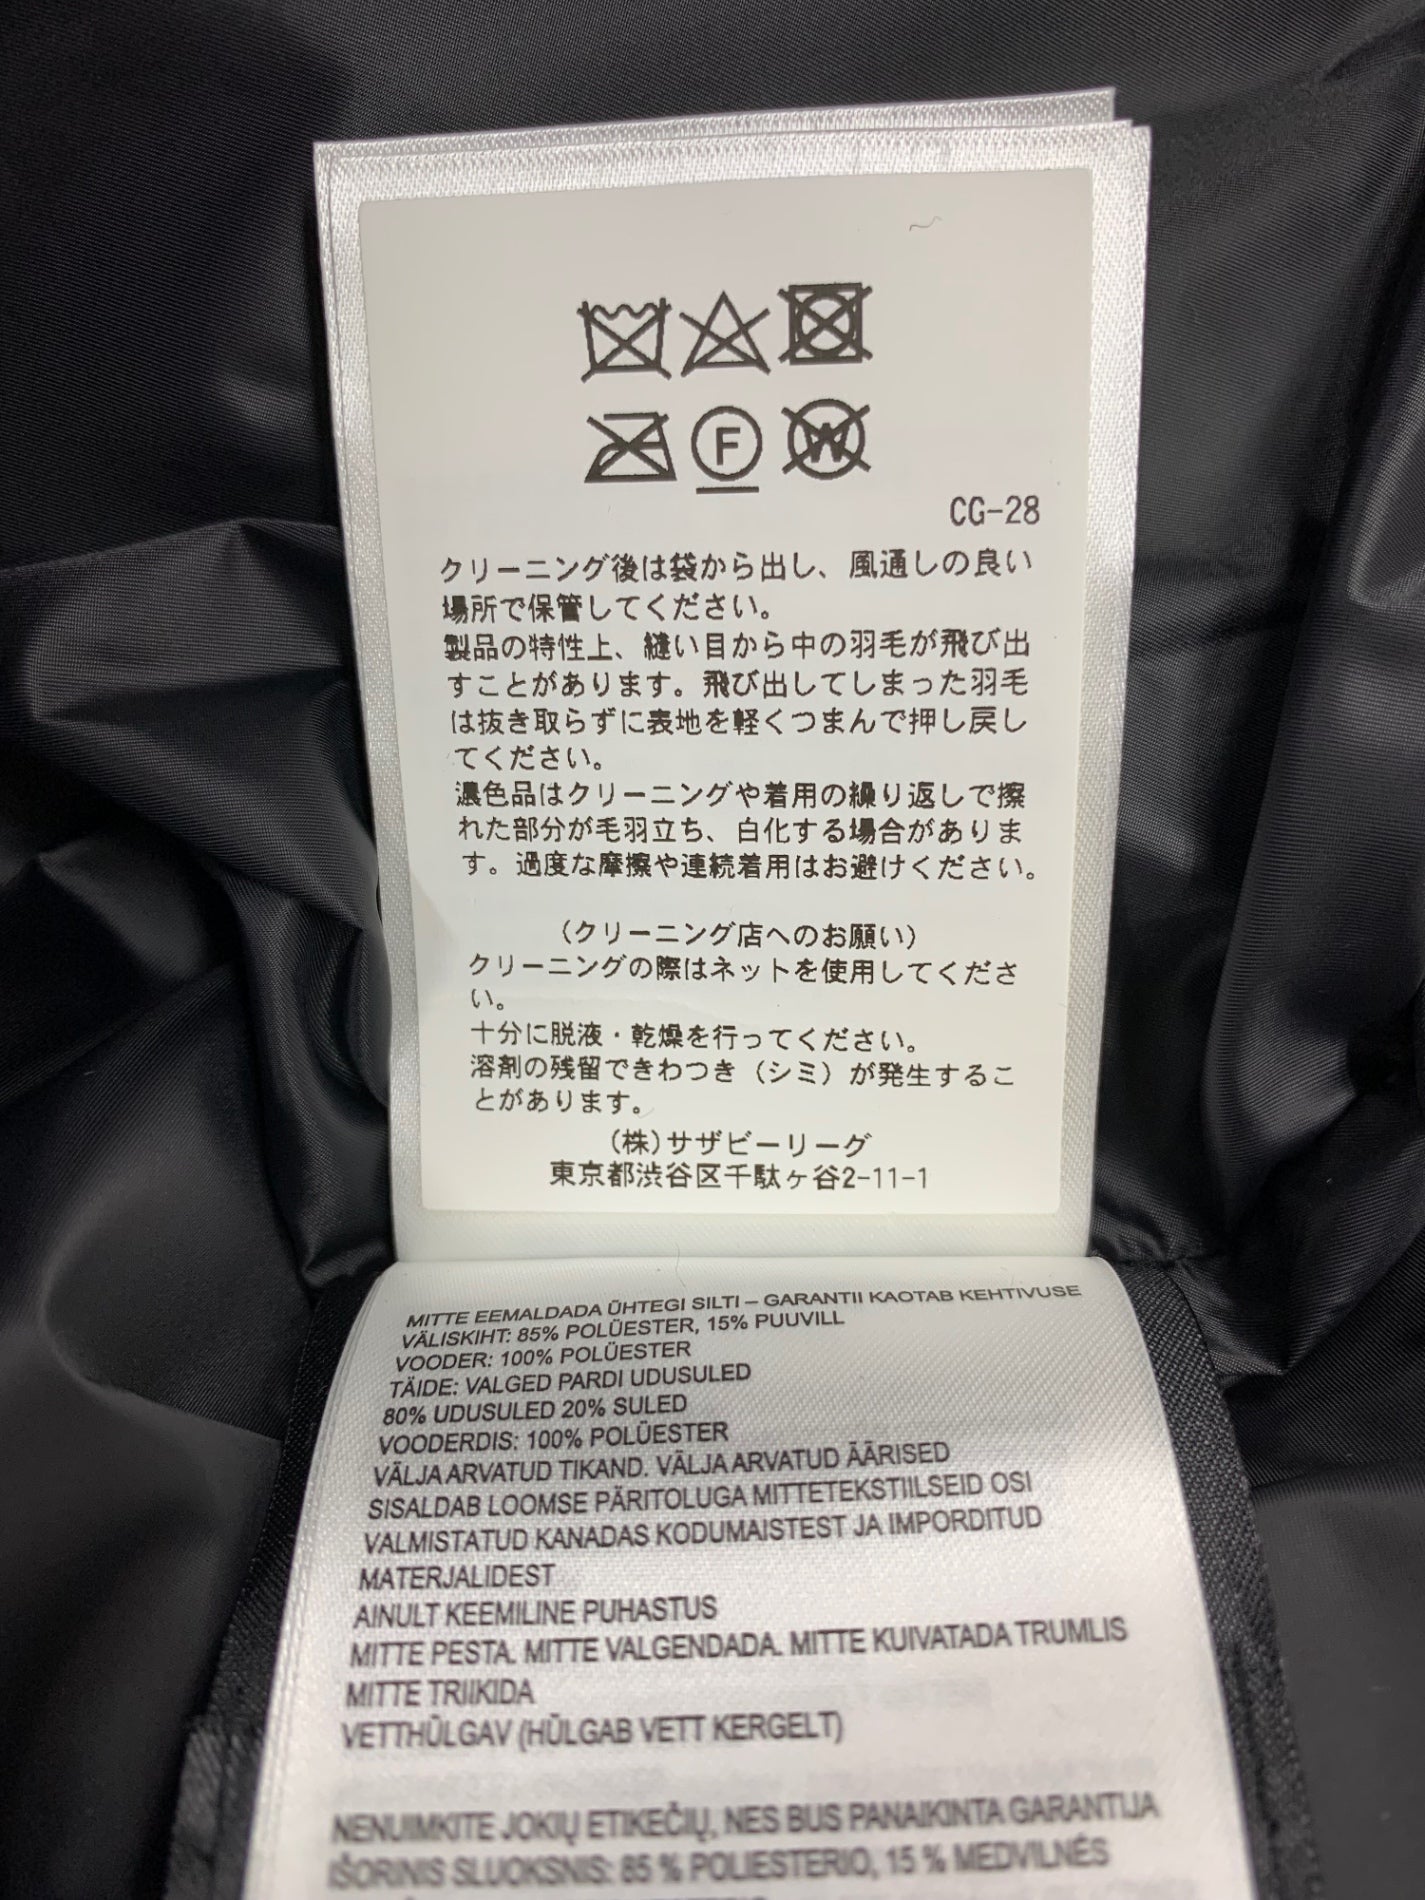 F
W
CG-28
クリーニング後は袋から出し、風通しの良い
場所で保管してください。
製品の特性上、縫い目から中の羽毛が飛び出
すことがあります。飛び出してしまった羽毛
は抜き取らずに表地を軽くつまんで押し戻し
てください。
濃色品はクリーニングや着用の繰り返しで擦
れた部分が毛羽立ち、白化する場合がありま
す。過度な摩擦や連続着用はお避けください。
（クリーニング店へのお願い）
クリーニングの際はネットを使用してくださ
い。
十分に脱液・乾燥を行ってください。
溶剤の残留できわつき（シミ）が発生するこ
とがあります。
(株)サザビーリーグ
東京都渋谷区千駄ヶ谷2-11-1
MITTE EEMALDADA ÜHTEGI SILTI – GARANTII KAOTAB KEHTIVUSE
VÄLISKIHT: 85% POLÜESTER, 15% PUUVILL
VOODER: 100% POLÜESTER
TÄIDE: VALGED PARDI UDUSULED
80% UDUSULED 20% SULED
VOODERDIS: 100% POLÜESTER
VÄLJA ARVATUD TIKAND. VÄLJA ARVATUD ÄÄRISED
SISALDAB LOOMSE PÄRITOLUGA MITTETEKSTIILSEID OSI
VALMISTATUD KANADAS KODUMAISTEST JA IMPORDITUD
MATERJALIDEST
AINULT KEEMILINE PUHASTUS
MITTE PESTA. MITTE VALGENDADA. MITTE KUIVATADA TRUMLIS
MITTE TRIIKIDA
VETTHÜLGAV (HÜLGAB VETT KERGELT)
NENUIMKITE JOKIŲ ETIKEČIŲ, NES BUS PANAIKINTA GARANTIJA
IŠORINIS SLUOKSNIS: 85 % POLIESTERIO, 15 % MEDVILNĖS